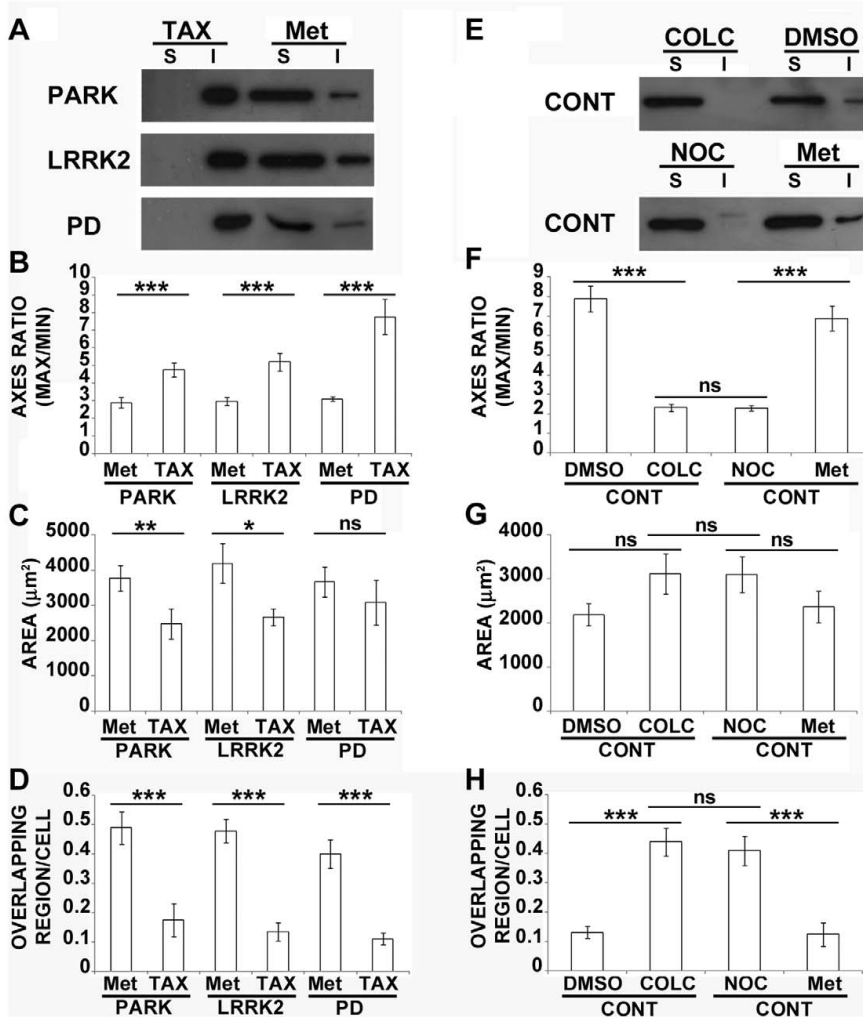 A
TAX Met
S I S I
PARK
LRRK2
PD
B
AXES RATIO
(MAX/MIN)
10
9
8
7
6
5
4
3
2
1
0
*** *** ***
Met TAX Met TAX Met TAX
PARK LRRK2 PD
C
AREA (µm²)
5000
4000
3000
2000
1000
0
** * ns
Met TAX Met TAX Met TAX
PARK LRRK2 PD
D
OVERLAPPING
REGION/CELL
0.6
0.5
0.4
0.3
0.2
0.1
0
*** *** ***
Met TAX Met TAX Met TAX
PARK LRRK2 PD
E
COLC DMSO
S I S I
CONT
NOC Met
S I S I
CONT
F
AXES RATIO
(MAX/MIN)
9
8
7
6
5
4
3
2
1
0
*** ***
ns
DMSO COLC NOC Met
CONT CONT
G
AREA (µm²)
4000
3000
2000
1000
0
ns
ns ns
DMSO COLC NOC Met
CONT CONT
H
OVERLAPPING
REGION/CELL
0.6
0.5
0.4
0.3
0.2
0.1
0
ns
*** ***
DMSO COLC NOC Met
CONT CONT